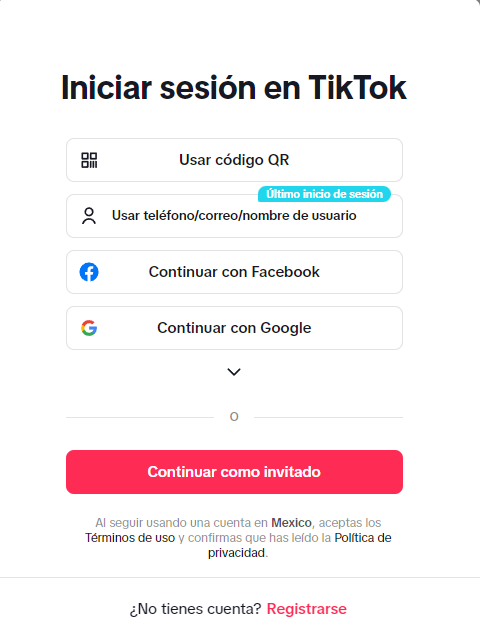 Iniciar sesión en TikTok
Usar código QR
Último inicio de sesión
Usar teléfono/correo/nombre de usuario
Continuar con Facebook
Continuar con Google
O
Continuar como invitado
Al seguir usando una cuenta en Mexico, aceptas los
Términos de uso y confirmas que has leído la Política de
privacidad.
¿No tienes cuenta? Registrarse